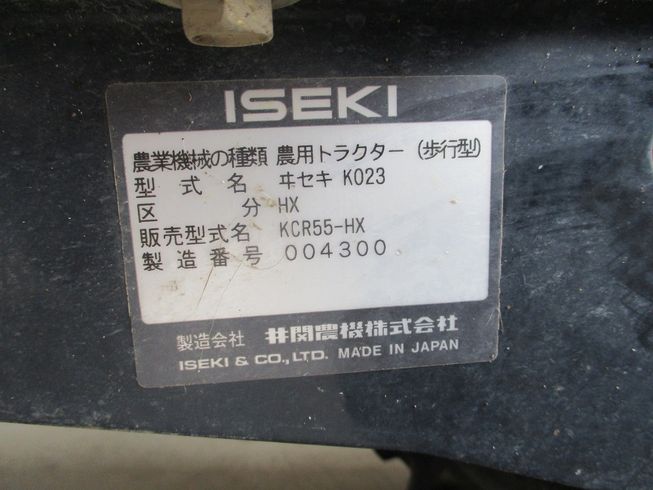 ISEKI
農業機械の種類 農用トラクター (歩行型)
型式名 ヰセキ KO23
区分 HX
販売型式名 KCR55-HX
製造番号 004300
製造会社 井関農機株式会社
ISEKI & CO., LTD. MADE IN JAPAN